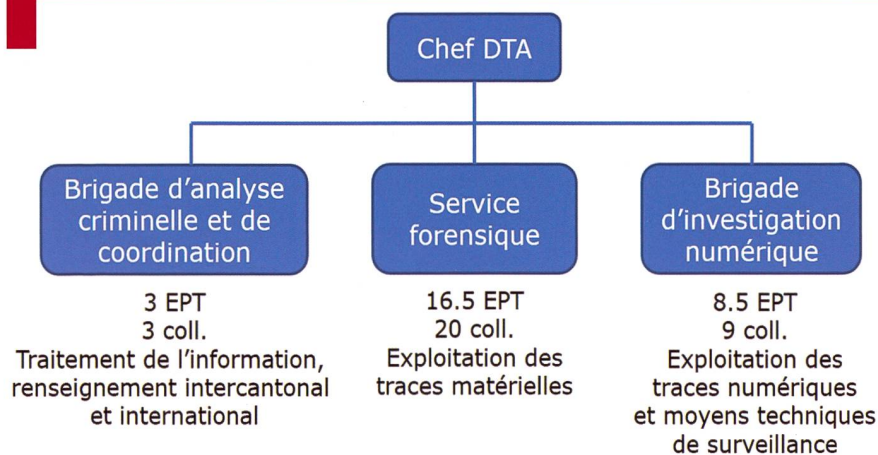 Chef DTA
Brigade d’analyse
criminelle et de
coordination
3 EPT
3 coll.
Traitement de l’information,
renseignement intercantonal
et international
Service
forensique
16.5 EPT
20 coll.
Exploitation des
traces matérielles
Brigade
d’investigation
numérique
8.5 EPT
9 coll.
Exploitation des
traces numériques
et moyens techniques
de surveillance